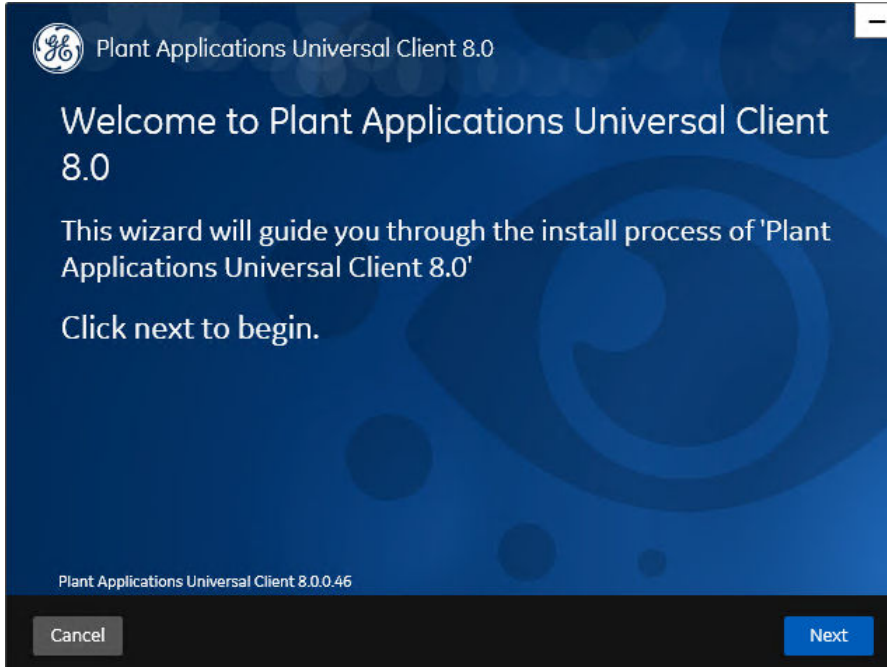 GE Plant Applications Universal Client 8.0
Welcome to Plant Applications Universal Client
8.0
This wizard will guide you through the install process of 'Plant
Applications Universal Client 8.0'
Click next to begin.
Plant Applications Universal Client 8.0.0.46
Cancel
Next